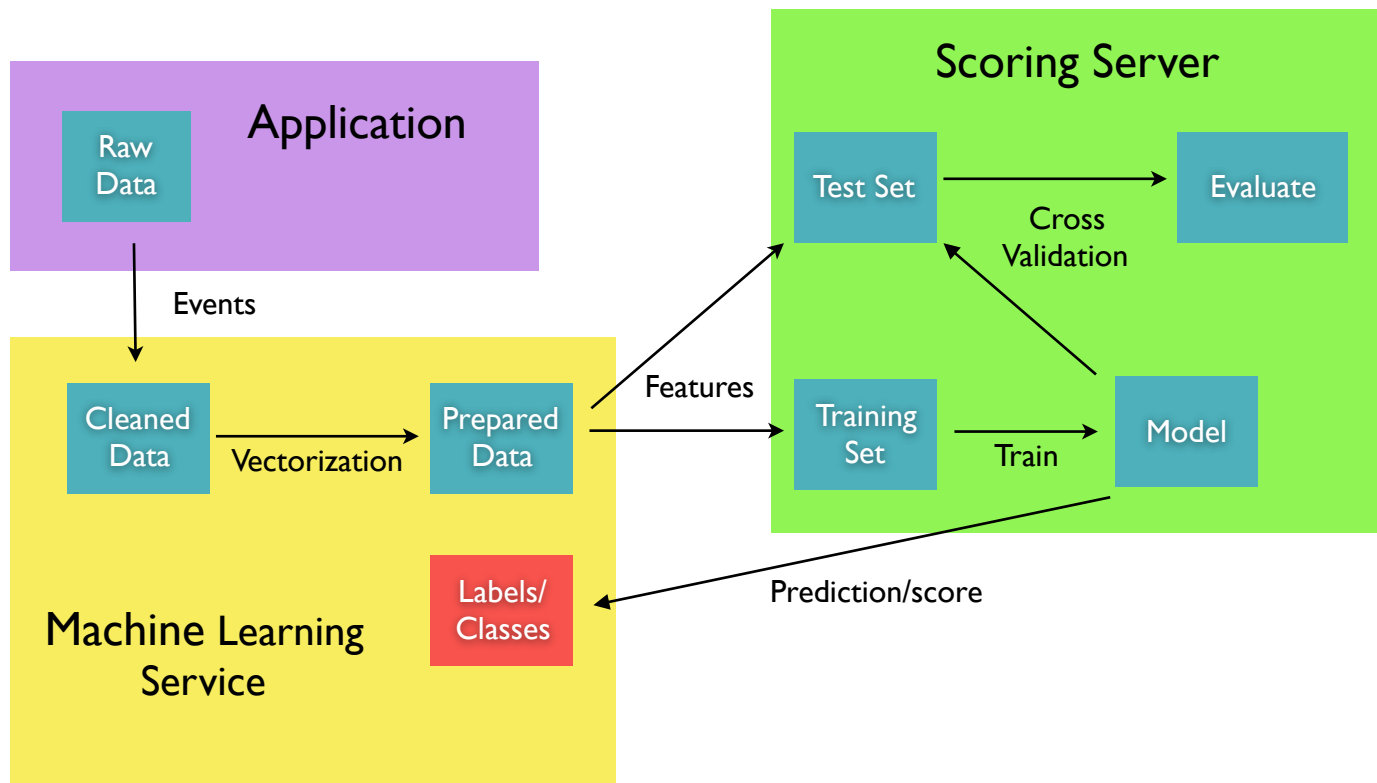 Application
Raw
Data
Events
Machine Learning
Service
Cleaned
Data
Vectorization
Prepared
Data
Labels/
Classes
Features
Prediction/score
Scoring Server
Test Set
Cross
Validation
Evaluate
Training
Set
Train
Model